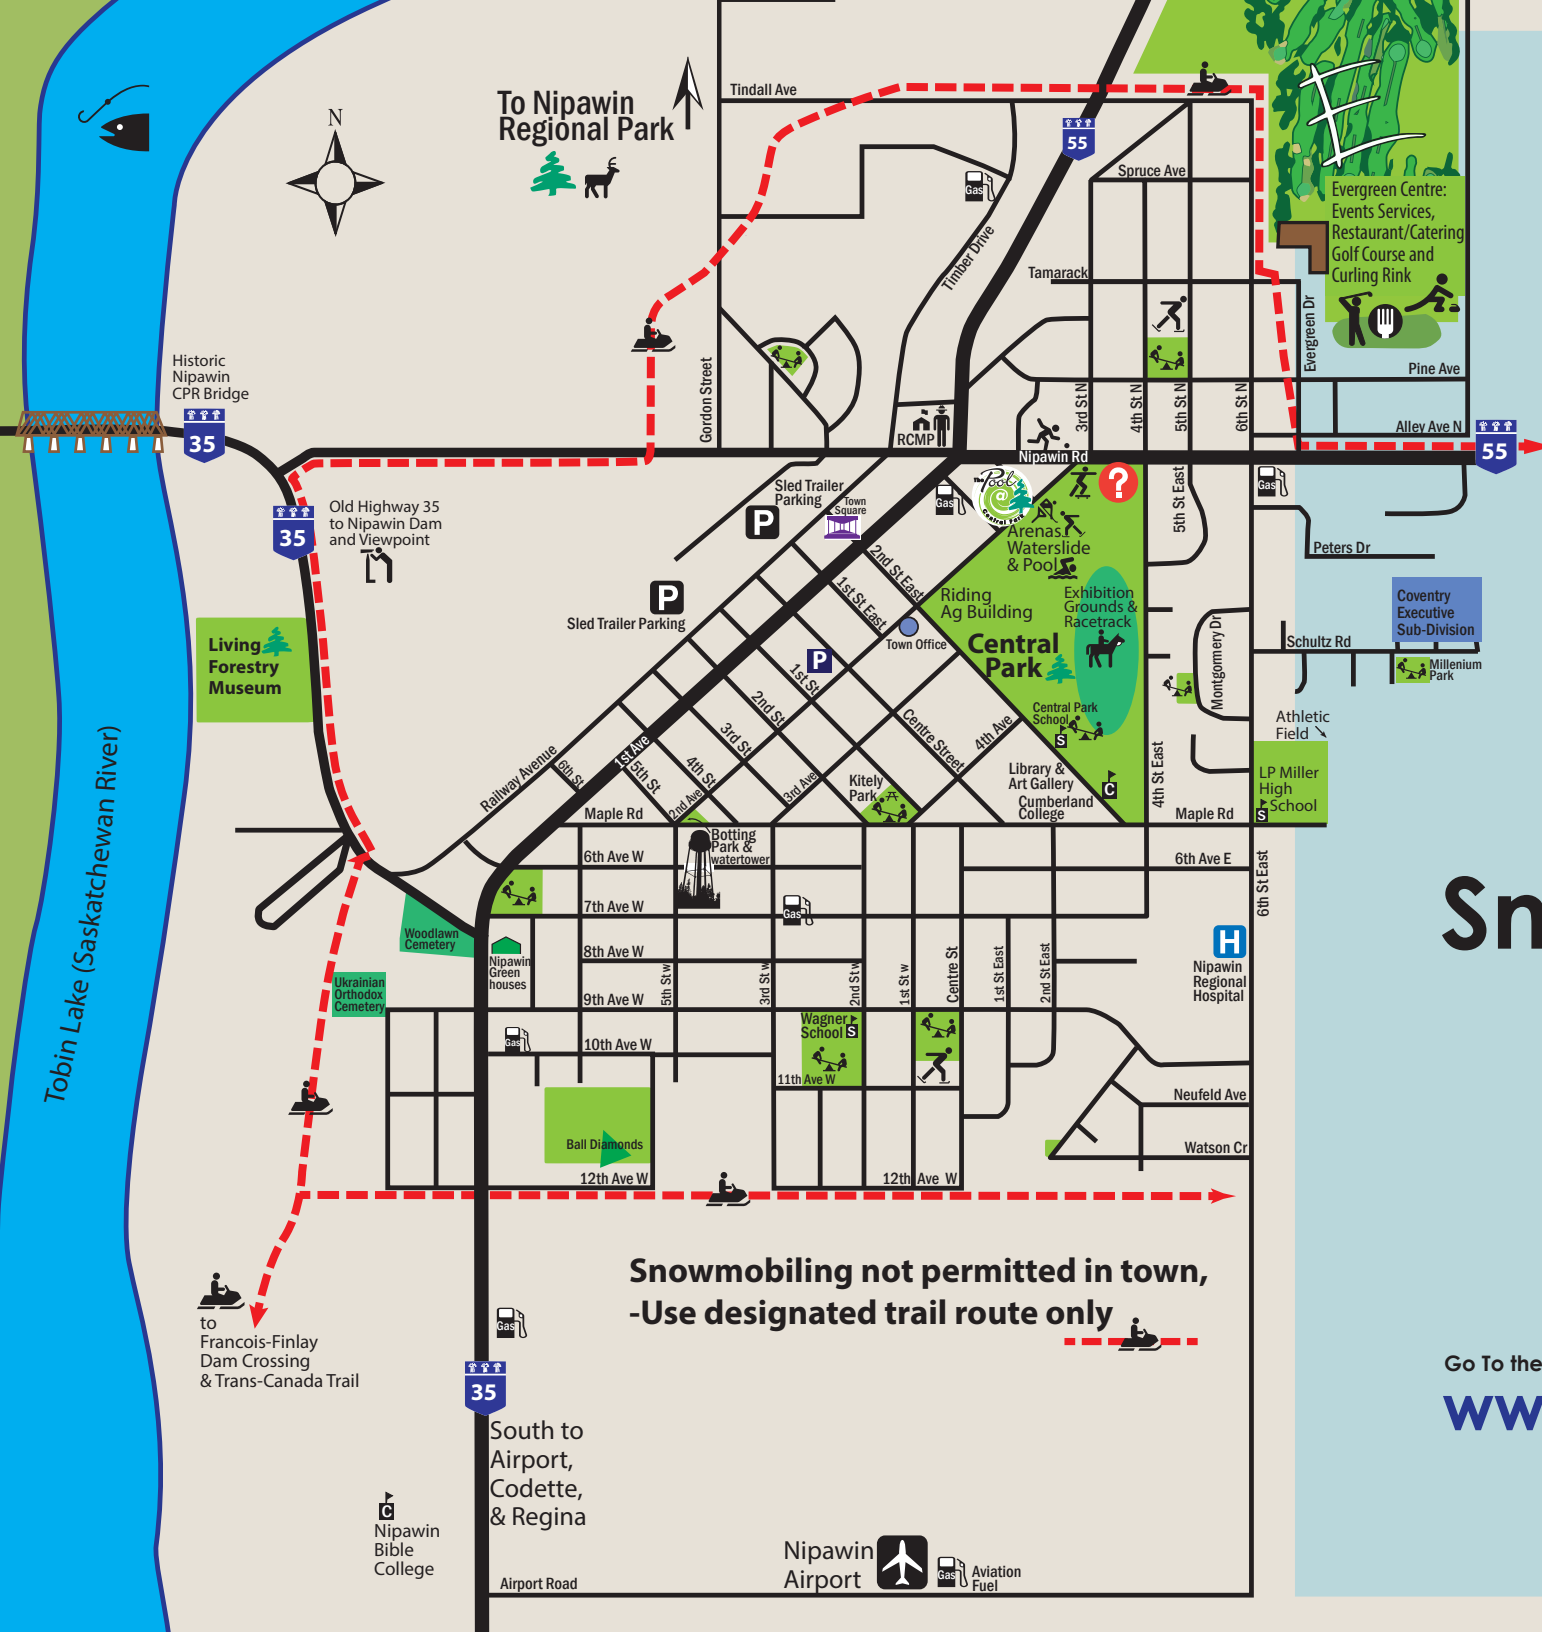 Tindall Ave
To Nipawin
Regional Park
N
55
Spruce Ave
Gas
Evergreen Centre:
Events Services,
Restaurant/Catering
Golf Course and
Curling Rink
Timber Drive
Tamarack
Evergreen Dr
Historic
Nipawin
CPR Bridge
35
Gordon Street
Pine Ave
3rd St N
4th St N
5th St N
6th St N
RCMP
Alley Ave N
55
Nipawin Rd
Sled Trailer
Parking
P
Town
Square
Gas
The
Pool
@
Central Park
?
Gas
5th St East
Old Highway 35
to Nipawin Dam
and Viewpoint
35
Arenas
Waterslide
& Pool
Peters Dr
2nd St East
1st St East
P
Sled Trailer Parking
Riding
Ag Building
Exhibition
Grounds &
Racetrack
Coventry
Executive
Sub-Division
Living
Forestry
Museum
Town Office
Central
Park
Schultz Rd
Millenium
Park
Montgommery Dr
P
1st St
2nd St
3rd St
4th St
5th St
6th St
1st Ave
Railway Avenue
2nd Ave
3rd Ave
Centre Street
4th Ave
Central Park
School
S
Athletic
Field
Library &
Art Gallery
Cumberland
College
C
4th St East
LP Miller
High
School
S
Kitely
Park
Maple Rd
Maple Rd
Botting
Park &
watertower
6th Ave W
6th Ave E
6th St East
7th Ave W
Gas
Sn
Woodlawn
Cemetery
Nipawin
Green
houses
8th Ave W
5th St w
3rd St w
2nd St w
1st St w
Centre St
1st St East
2nd St East
H
Nipawin
Regional
Hospital
Ukrainian
Orthodox
Cemetery
9th Ave W
Wagner
School
S
Gas
10th Ave W
11th Ave W
Tobin Lake (Saskatchewan River)
Neufeld Ave
Ball Diamonds
Watson Cr
12th Ave W
12th Ave W
Snowmobiling not permitted in town,
-Use designated trail route only
to
Francois-Finlay
Dam Crossing
& Trans-Canada Trail
Gas
35
Go To the
ww
South to
Airport,
Codette,
& Regina
C
Nipawin
Bible
College
Nipawin
Airport
Gas
Aviation
Fuel
Airport Road